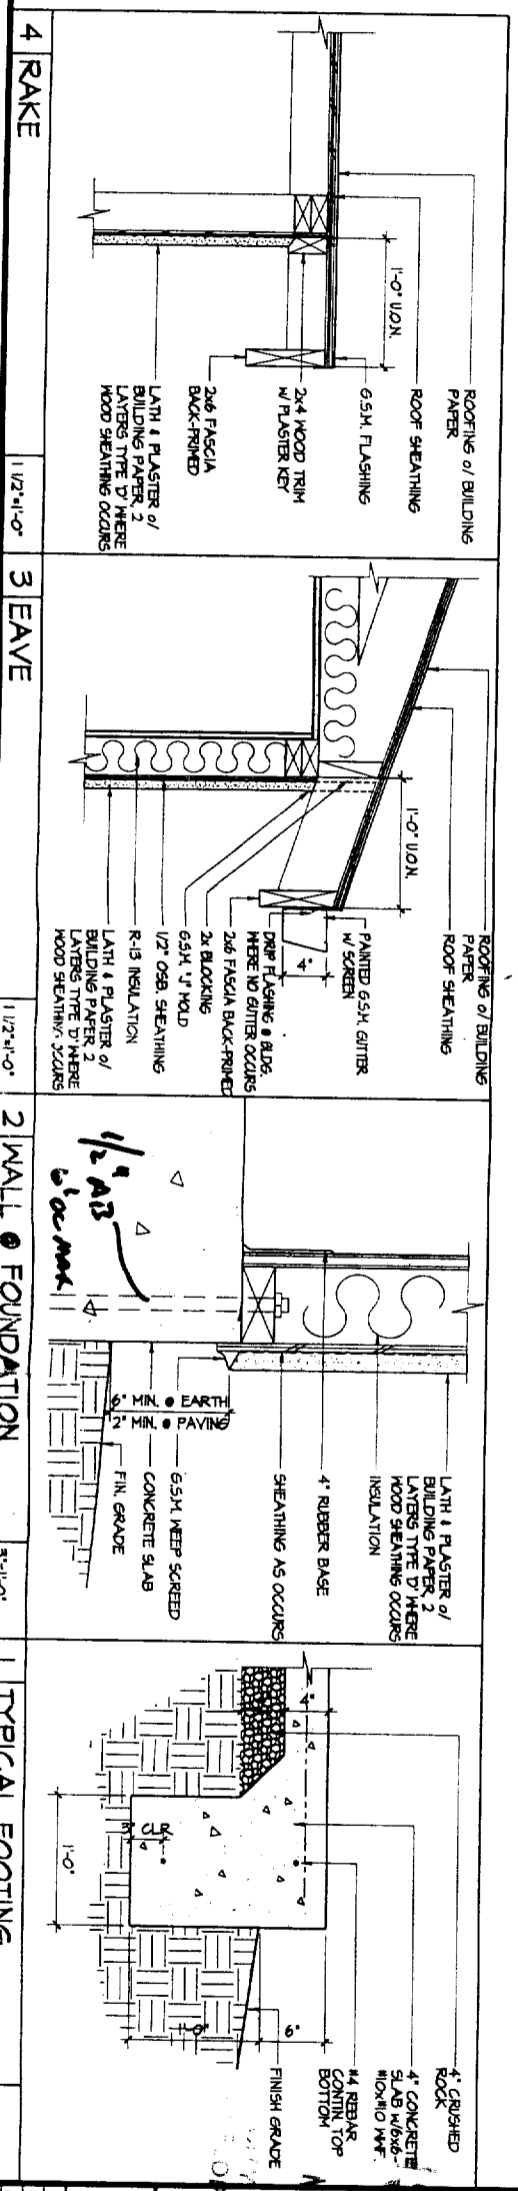 ROOFING o/ BUILDING
PAPER
ROOF SHEATHING
1'-0" U.O.N.
G.S.M. FLASHING
2x4 WOOD TRIM
W/ PLASTER KEY
2x6 FASCIA
BACK-PRIMED
LATH & PLASTER o/
BUILDING PAPER, 2
LAYERS TYPE 'D' WHERE
WOOD SHEATHING OCCURS
4 RAKE
1 1/2"=1'-0"
ROOFING o/ BUILDING
PAPER
ROOF SHEATHING
1'-0" U.O.N.
PAINTED G.S.M. GUTTER
W/ SCREEN
4"
DRIP FLASHING @ BLDG.
WHERE NO GUTTER OCCURS
2x6 FASCIA BACK-PRIMED
2x BLOCKING
G.S.M. 'J' MOLD
1/2" OSB. SHEATHING
R-13 INSULATION
LATH & PLASTER o/
BUILDING PAPER 2
LAYERS TYPE 'D' WHERE
WOOD SHEATHING OCCURS
3 EAVE
1 1/2"=1'-0"
LATH & PLASTER o/
BUILDING PAPER, 2
LAYERS TYPE 'D' WHERE
WOOD SHEATHING OCCURS
INSULATION
4" RUBBER BASE
SHEATHING AS OCCURS
G.S.M. WEEP SCREED
6" MIN. @ EARTH
2" MIN. @ PAVING
CONCRETE SLAB
FIN. GRADE
1/2" AB
6' OC MAX
2 WALL @ FOUNDATION
3"=1'-0"
4" CRUSHED
ROCK
4" CONCRETE
SLAB W/6x6-
#10x#10 WWF.
#4 REBAR
CONTIN. TOP
BOTTOM
FINISH GRADE
4"
6"
CLR
1'-0"
1 TYPICAL FOOTING